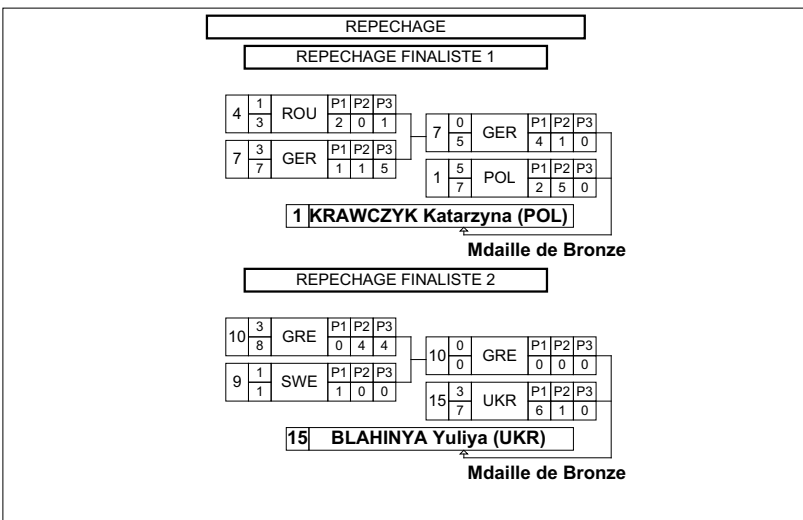 REPECHAGE
REPECHAGE FINALISTE 1
4 1 ROU P1 P2 P3
3 2 0 1
7 3 GER P1 P2 P3
7 1 1 5
7 0 GER P1 P2 P3
5 4 1 0
1 5 POL P1 P2 P3
7 2 5 0
1 KRAWCZYK Katarzyna (POL)
Mdaille de Bronze
REPECHAGE FINALISTE 2
10 3 GRE P1 P2 P3
8 0 4 4
9 1 SWE P1 P2 P3
1 1 0 0
10 0 GRE P1 P2 P3
0 0 0 0
15 3 UKR P1 P2 P3
7 6 1 0
15 BLAHINYA Yuliya (UKR)
Mdaille de Bronze